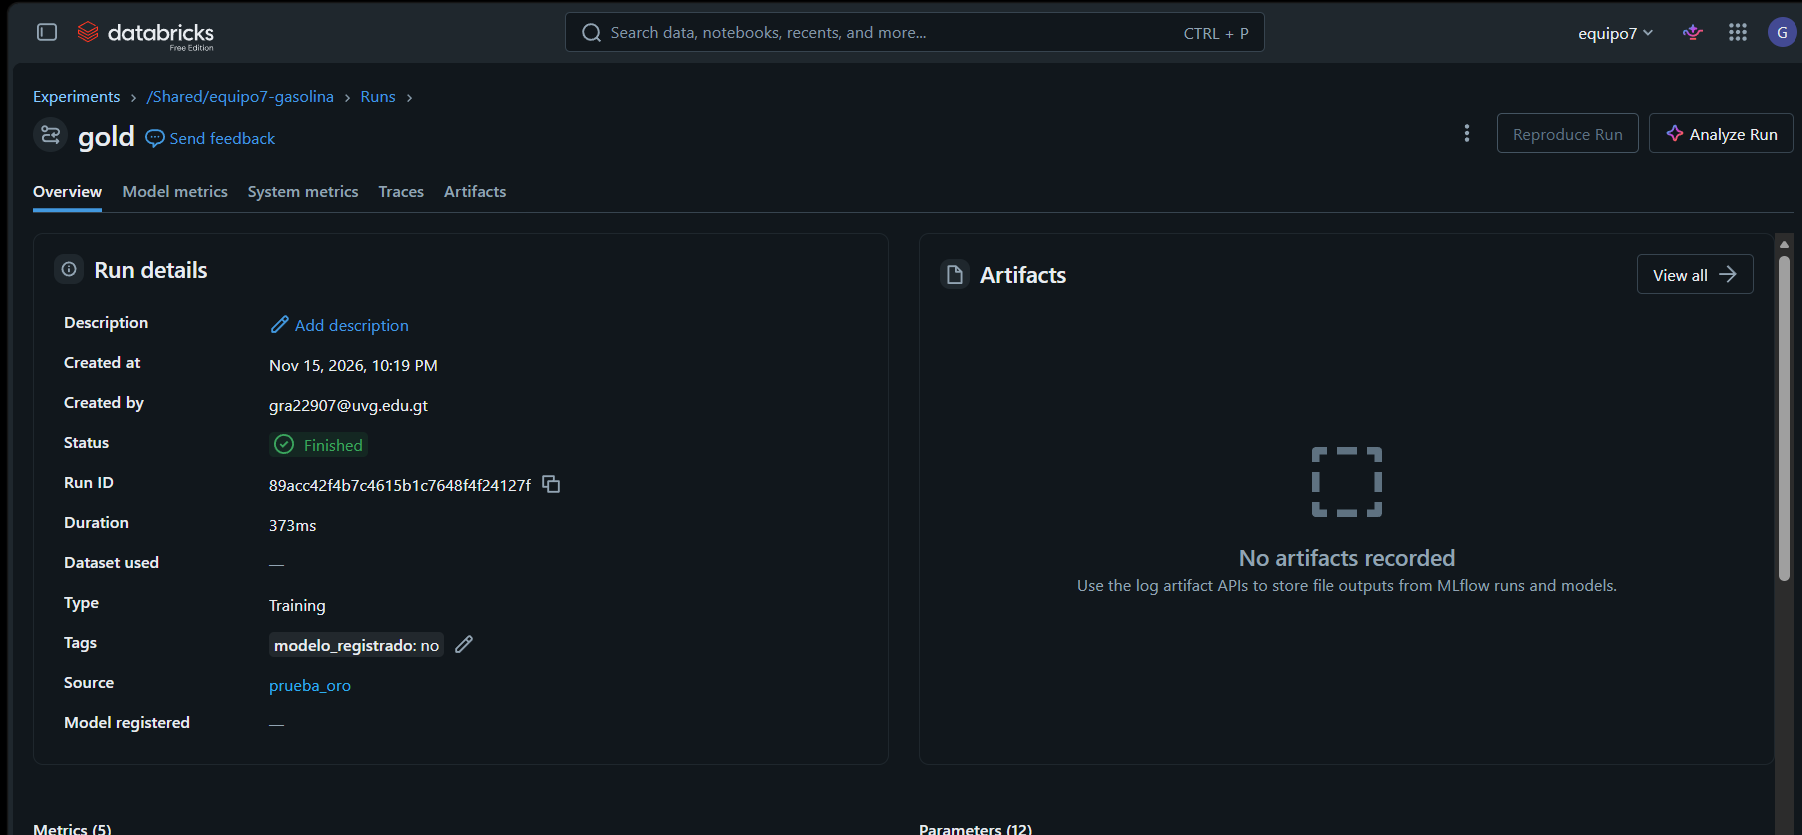 databricks
Free Edition
Search data, notebooks, recents, and more...
CTRL + P
equipo7
G
Experiments > /Shared/equipo7-gasolina > Runs >
gold
Send feedback
Reproduce Run
Analyze Run
Overview
Model metrics
System metrics
Traces
Artifacts
Run details
Description
Add description
Created at
Nov 15, 2026, 10:19 PM
Created by
gra22907@uvg.edu.gt
Status
Finished
Run ID
89acc42f4b7c4615b1c7648f4f24127f
Duration
373ms
Dataset used
—
Type
Training
Tags
modelo_registrado: no
Source
prueba_oro
Model registered
—
Artifacts
View all
No artifacts recorded
Use the log artifact APIs to store file outputs from MLflow runs and models.
Metrics (5)
Parameters (12)